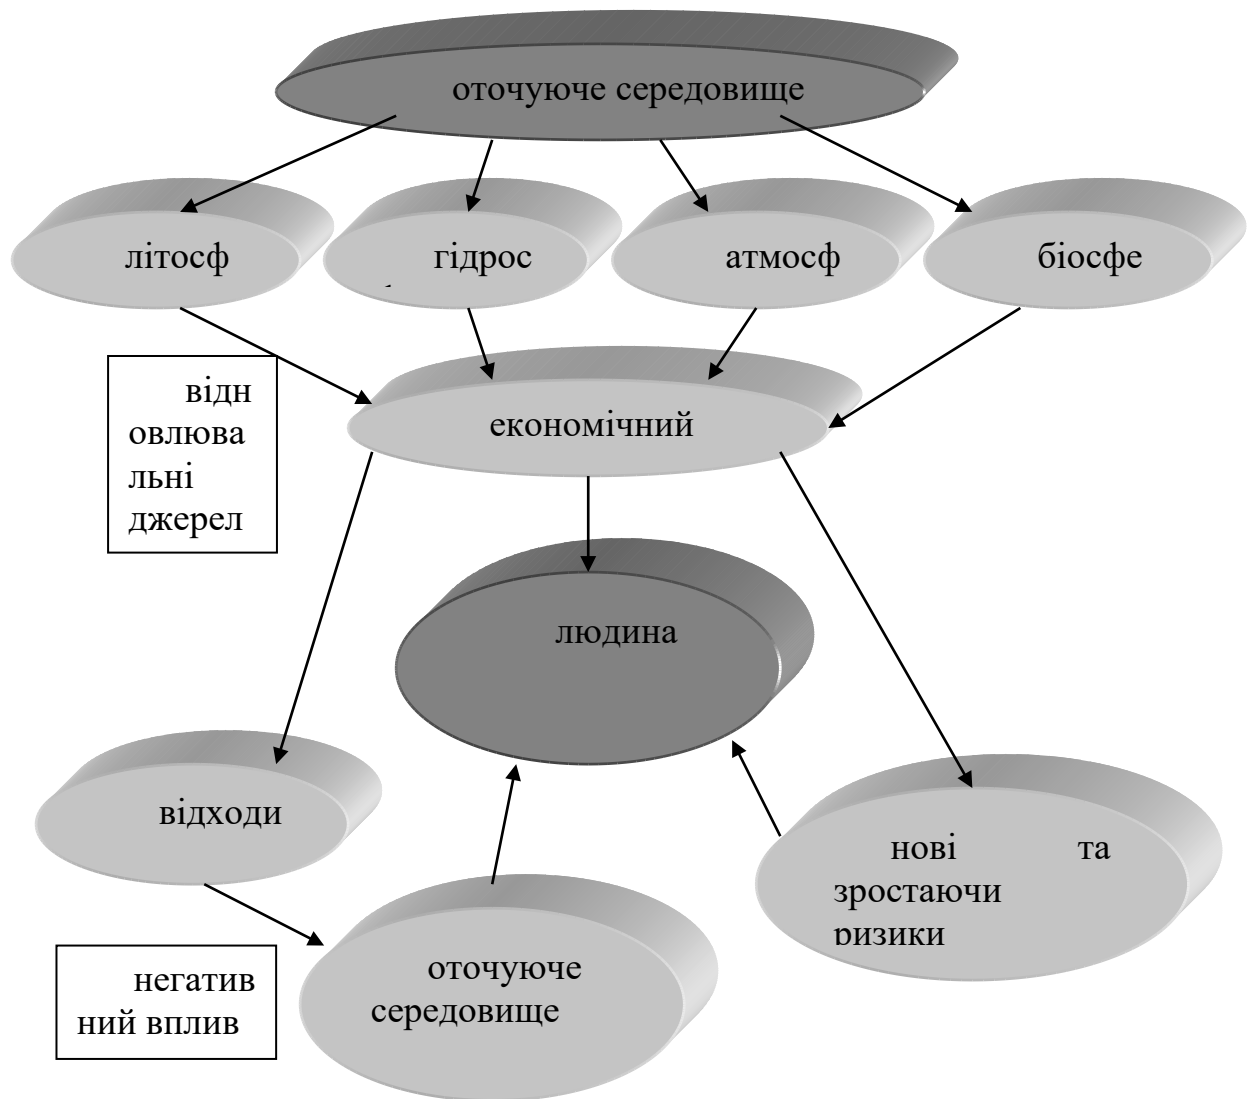 оточуюче середовище
літосф
гідрос
атмосф
біосфе
відн
овлюва
льні
джерел
економічний
людина
відходи
нові та
зростаючи
ризики
негатив
ний вплив
оточуюче
середовище